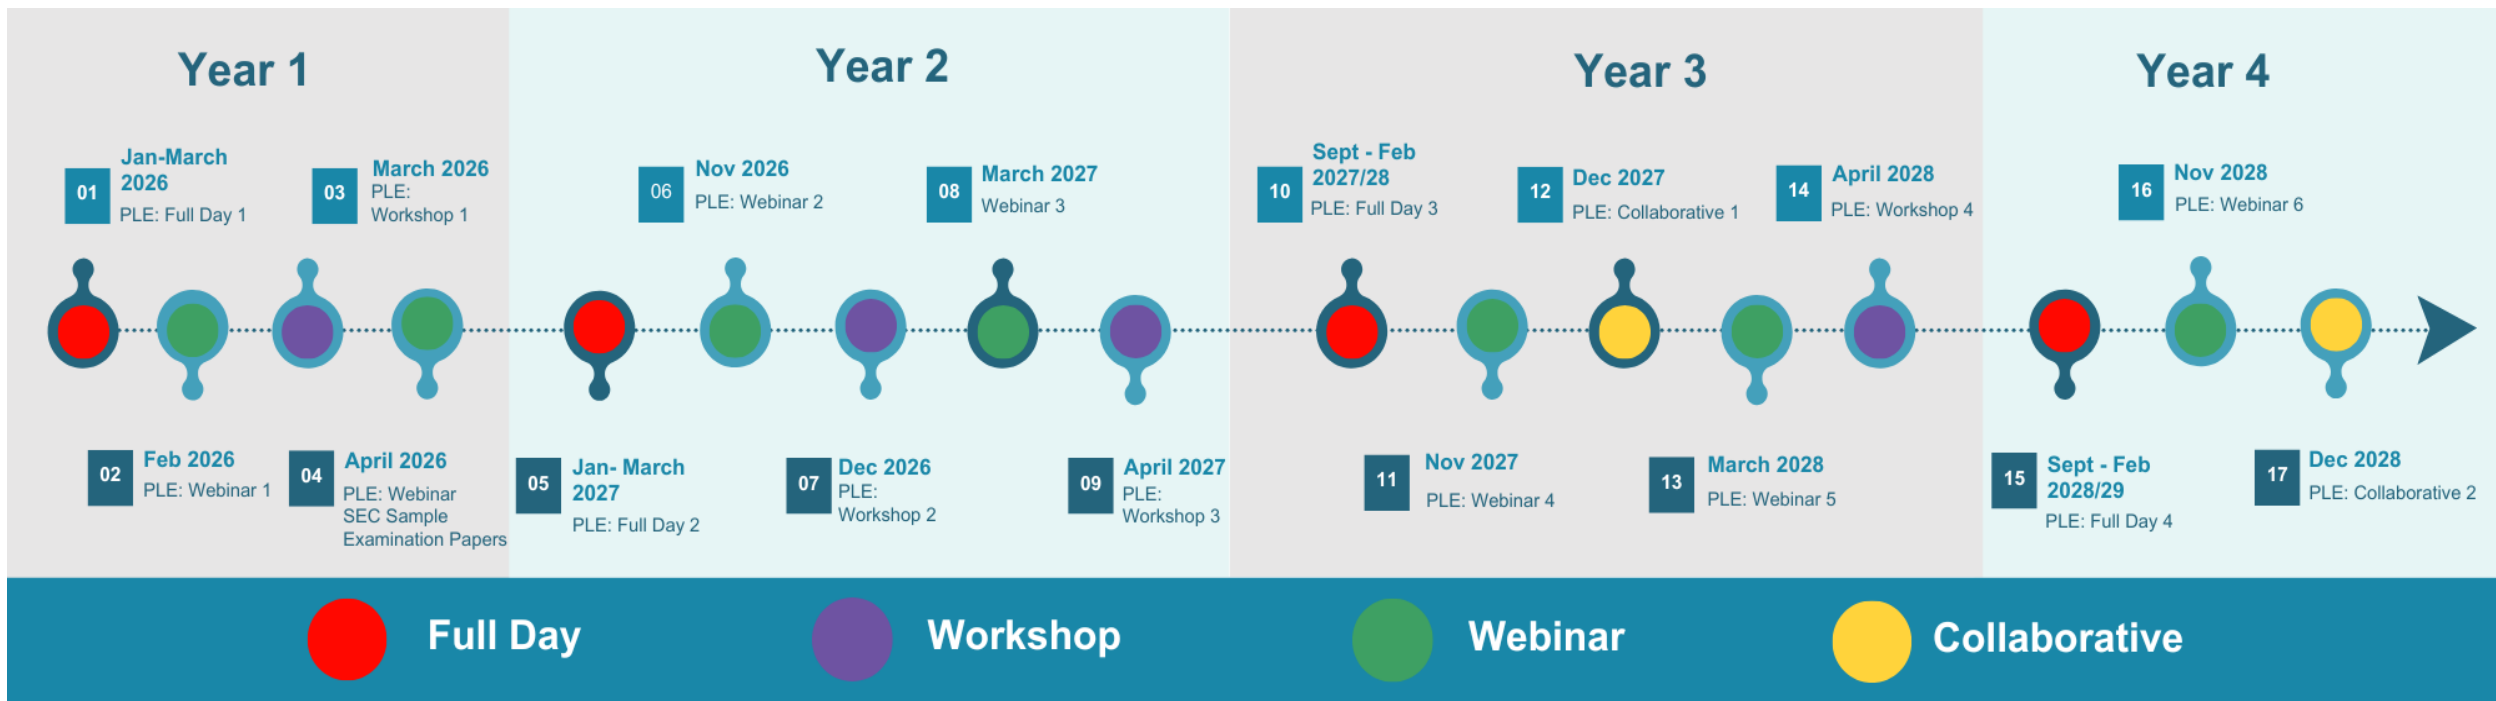 Year 1
01
Jan-March
2026
PLE: Full Day 1
02
Feb 2026
PLE: Webinar 1
03
March 2026
PLE:
Workshop 1
04
April 2026
PLE: Webinar
SEC Sample
Examination Papers
Year 2
05
Jan- March
2027
PLE: Full Day 2
06
Nov 2026
PLE: Webinar 2
07
Dec 2026
PLE:
Workshop 2
08
March 2027
Webinar 3
09
April 2027
PLE:
Workshop 3
Year 3
10
Sept - Feb
2027/28
PLE: Full Day 3
11
Nov 2027
PLE: Webinar 4
12
Dec 2027
PLE: Collaborative 1
13
March 2028
PLE: Webinar 5
14
April 2028
PLE: Workshop 4
Year 4
15
Sept - Feb
2028/29
PLE: Full Day 4
16
Nov 2028
PLE: Webinar 6
17
Dec 2028
PLE: Collaborative 2
Full Day
Workshop
Webinar
Collaborative